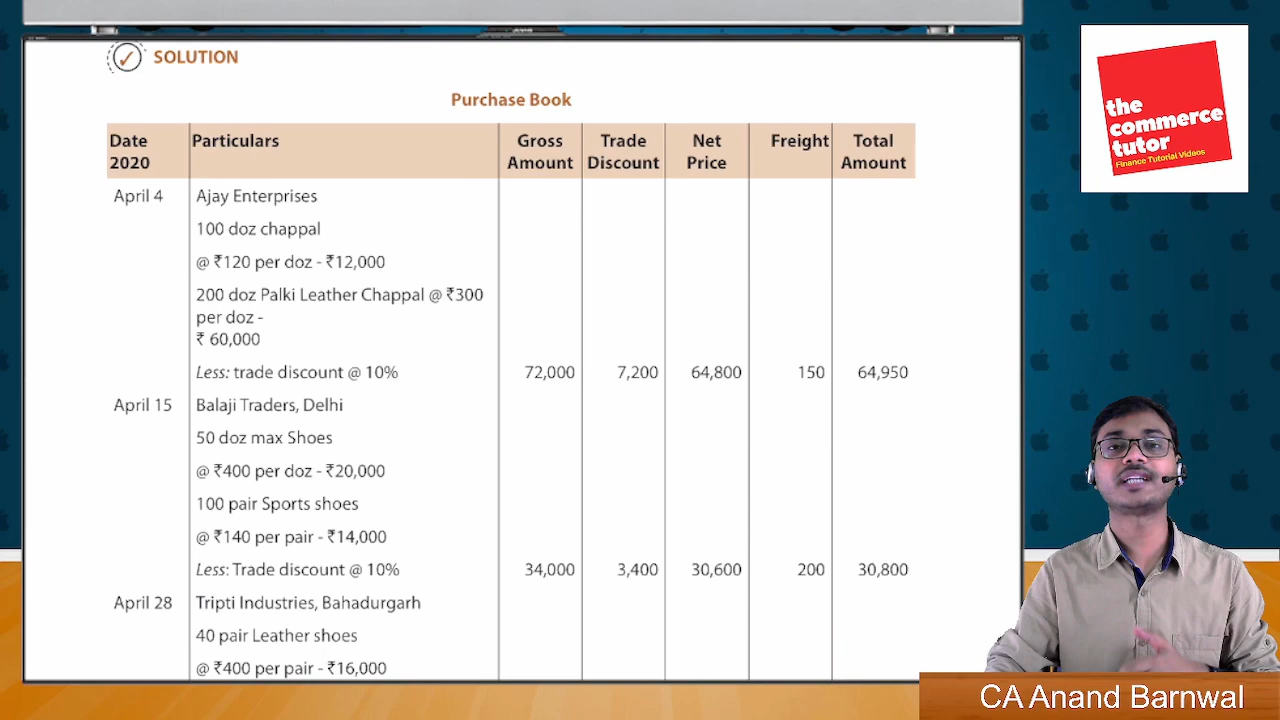 SOLUTION
Purchase Book
Date 2020 Particulars Gross Amount Trade Discount Net Price Freight Total Amount
April 4 Ajay Enterprises
100 doz chappal
@ ₹120 per doz - ₹12,000
200 doz Palki Leather Chappal @ ₹300
per doz -
₹ 60,000
Less: trade discount @ 10% 72,000 7,200 64,800 150 64,950
April 15 Balaji Traders, Delhi
50 doz max Shoes
@ ₹400 per doz - ₹20,000
100 pair Sports shoes
@ ₹140 per pair - ₹14,000
Less: Trade discount @ 10% 34,000 3,400 30,600 200 30,800
April 28 Tripti Industries, Bahadurgarh
40 pair Leather shoes
@ ₹400 per pair - ₹16,000
the
commerce
tutor
Finance Tutorial Videos
CA Anand Barnwal